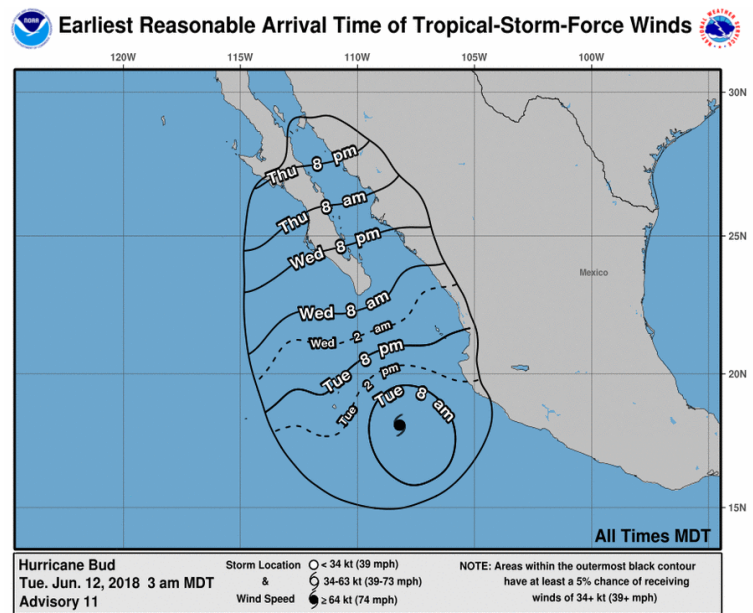 NOAA
Earliest Reasonable Arrival Time of Tropical-Storm-Force Winds
NATIONAL WEATHER SERVICE
120W 115W 110W 105W 100W
30N
Thu 8 pm
Thu 8 am
25N
Wed 8 pm
Mexico
Wed 8 am
Wed 2 am
Tue 8 pm
20N
Tue 2 pm
Tue 8 am
15N
All Times MDT
Hurricane Bud
Tue. Jun. 12, 2018 3 am MDT
Advisory 11
Storm Location
&
Wind Speed
< 34 kt (39 mph)
34-63 kt (39-73 mph)
≥ 64 kt (74 mph)
NOTE: Areas within the outermost black contour
have at least a 5% chance of receiving
winds of 34+ kt (39+ mph)